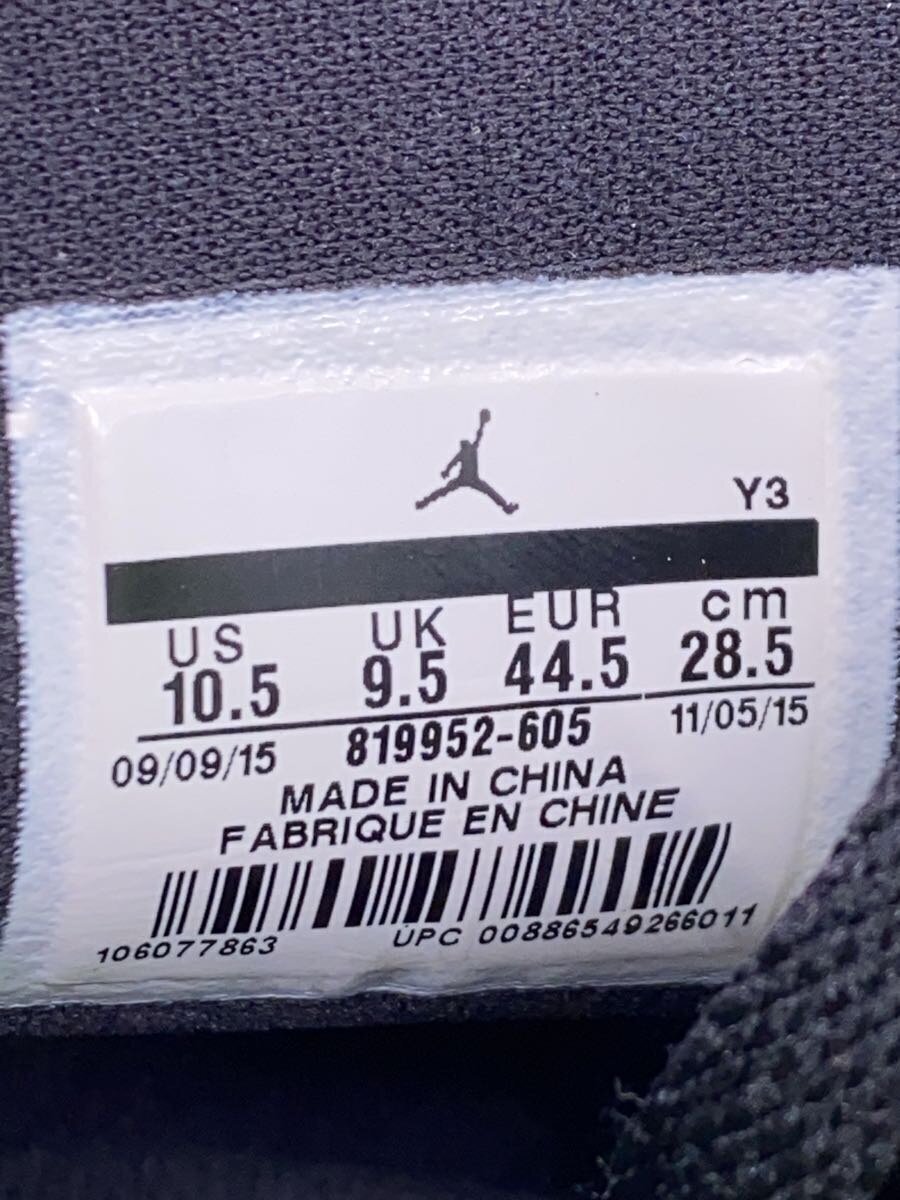 Y3
US UK EUR cm
10.5 9.5 44.5 28.5
09/09/15 819952-605 11/05/15
MADE IN CHINA
FABRIQUE EN CHINE
106077863 UPC 00886549266011